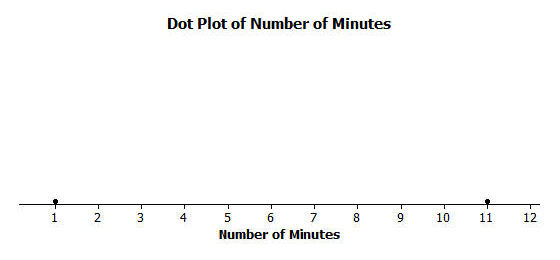 Dot Plot of Number of Minutes
1 2 3 4 5 6 7 8 9 10 11 12
Number of Minutes